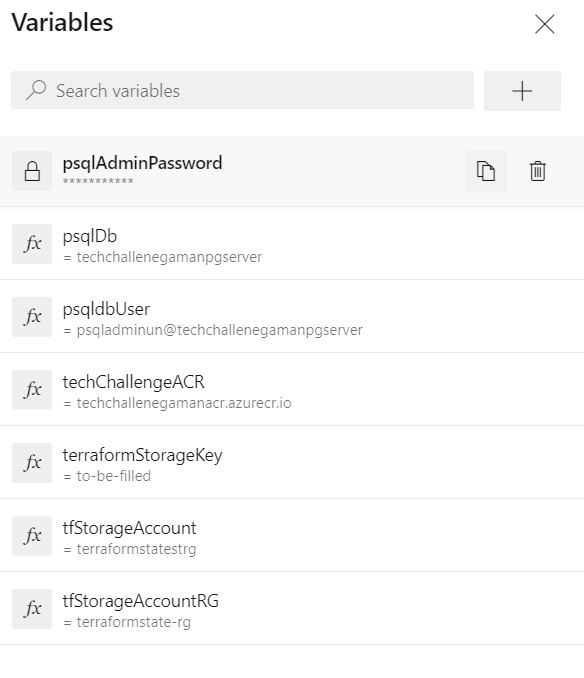 Variables
Search variables
psqlAdminPassword
***********
fx
psqlDb
= techchallenegamanpgserver
fx
psqldbUser
= psqladminun@techchallenegamanpgserver
fx
techChallengeACR
= techchallenegamanacr.azurecr.io
fx
terraformStorageKey
= to-be-filled
fx
tfStorageAccount
= terraformstatestrg
fx
tfStorageAccountRG
= terraformstate-rg